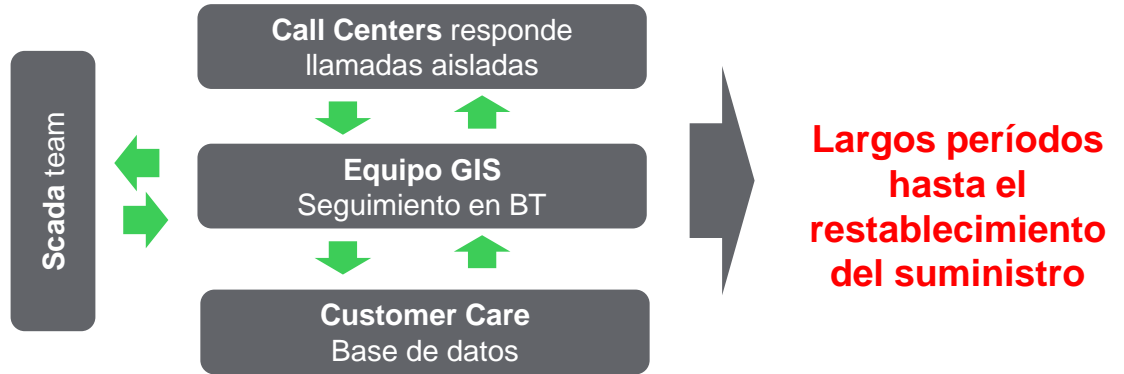 Scada team
Call Centers responde
llamadas aisladas
Equipo GIS
Seguimiento en BT
Customer Care
Base de datos
Largos períodos
hasta el
restablecimiento
del suministro